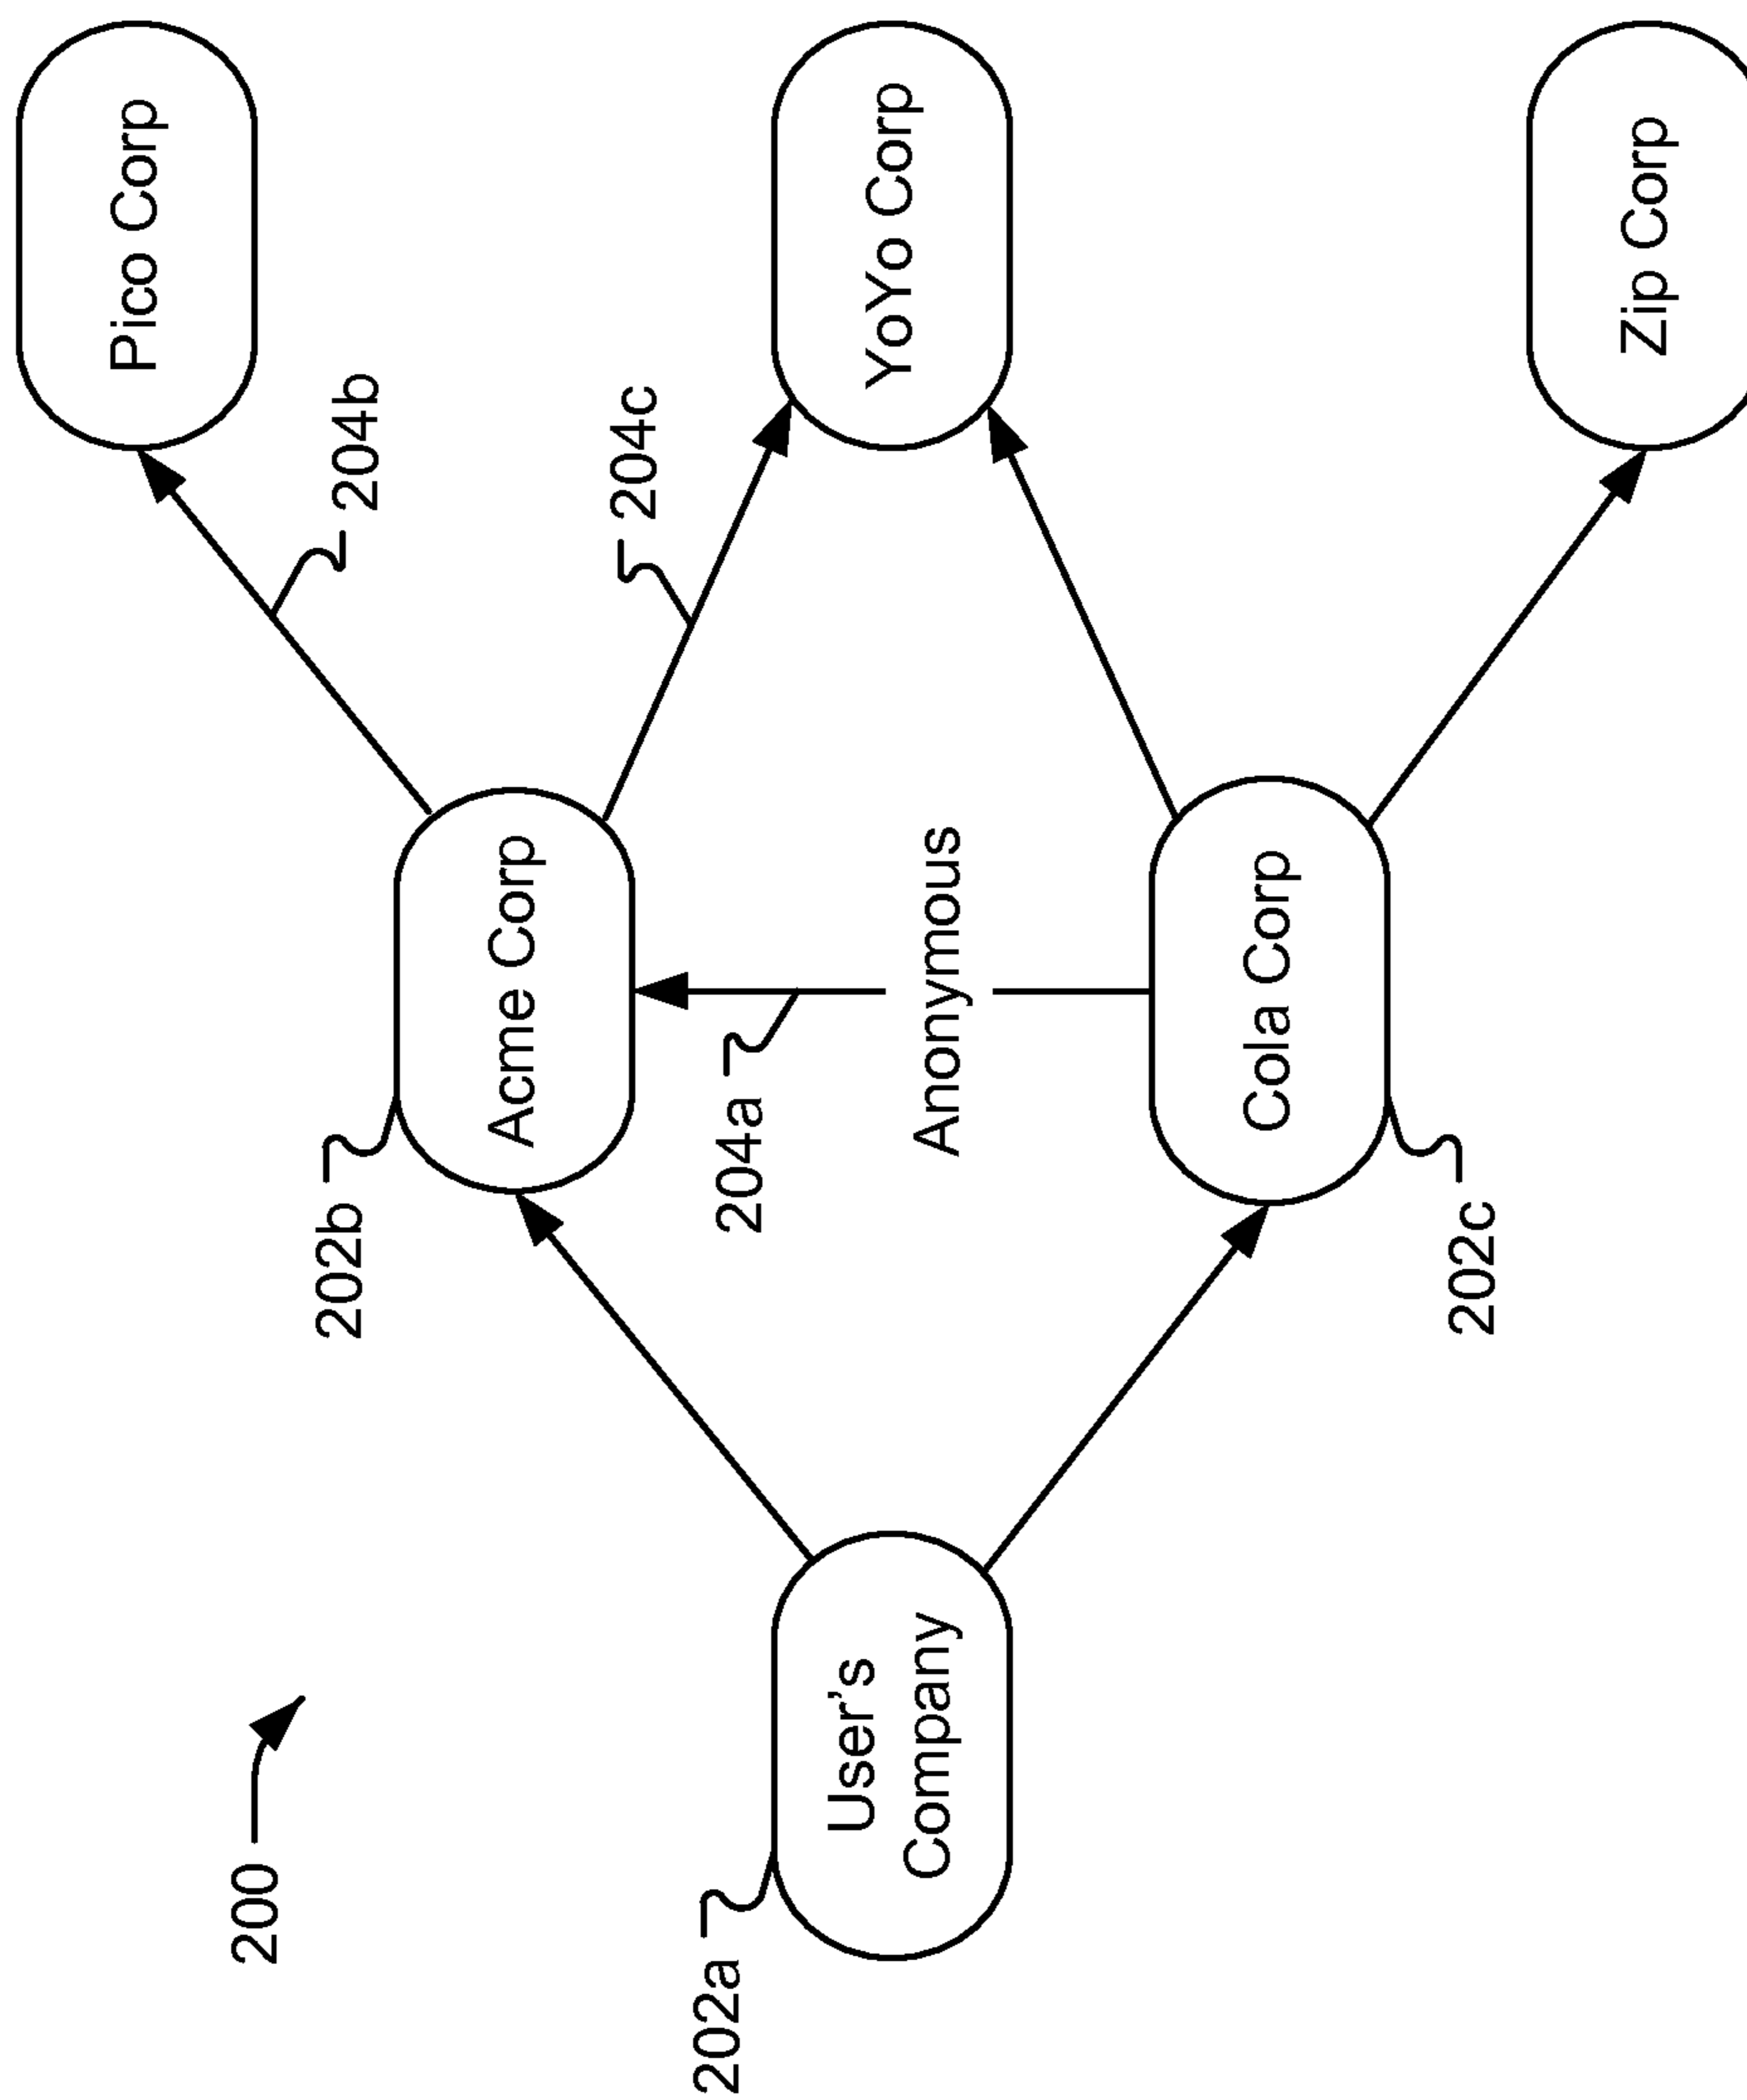 200
202a
User's
Company
202b
Acme Corp
204a
Anonymous
Cola Corp
202c
204b
204c
Pico Corp
YoYo Corp
Zip Corp